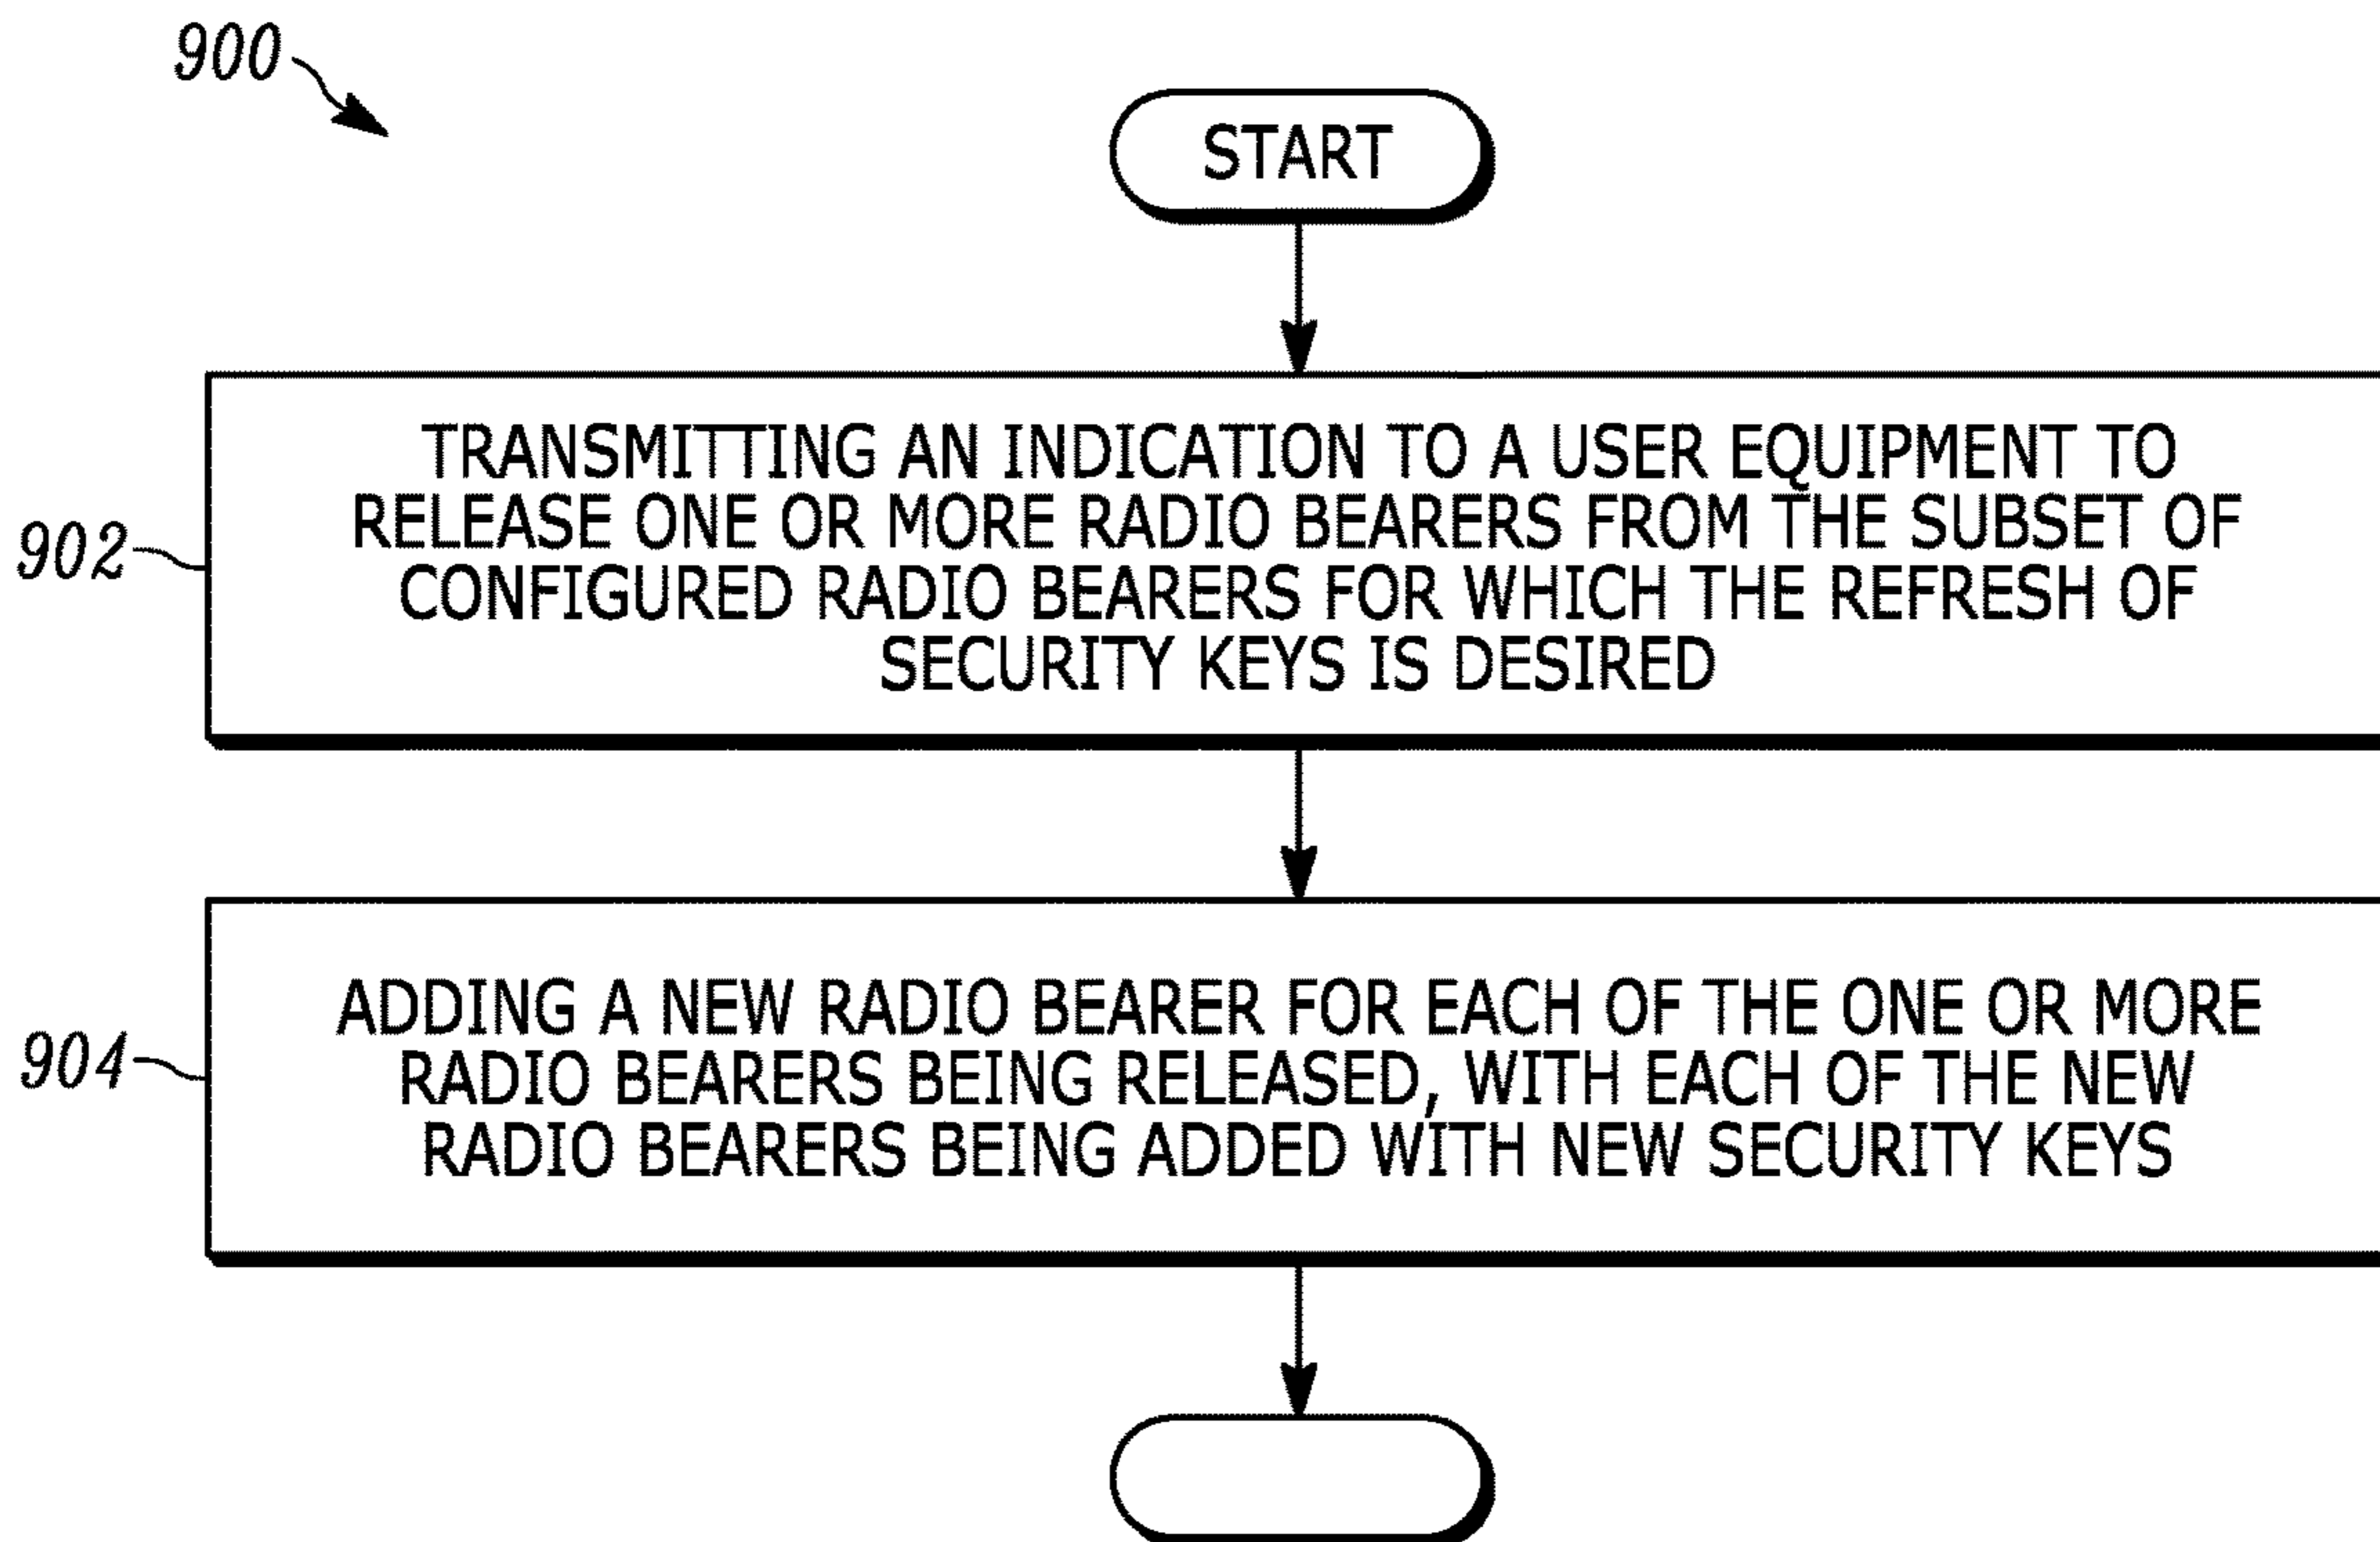 900
START
902
TRANSMITTING AN INDICATION TO A USER EQUIPMENT TO
RELEASE ONE OR MORE RADIO BEARERS FROM THE SUBSET OF
CONFIGURED RADIO BEARERS FOR WHICH THE REFRESH OF
SECURITY KEYS IS DESIRED
904
ADDING A NEW RADIO BEARER FOR EACH OF THE ONE OR MORE
RADIO BEARERS BEING RELEASED, WITH EACH OF THE NEW
RADIO BEARERS BEING ADDED WITH NEW SECURITY KEYS